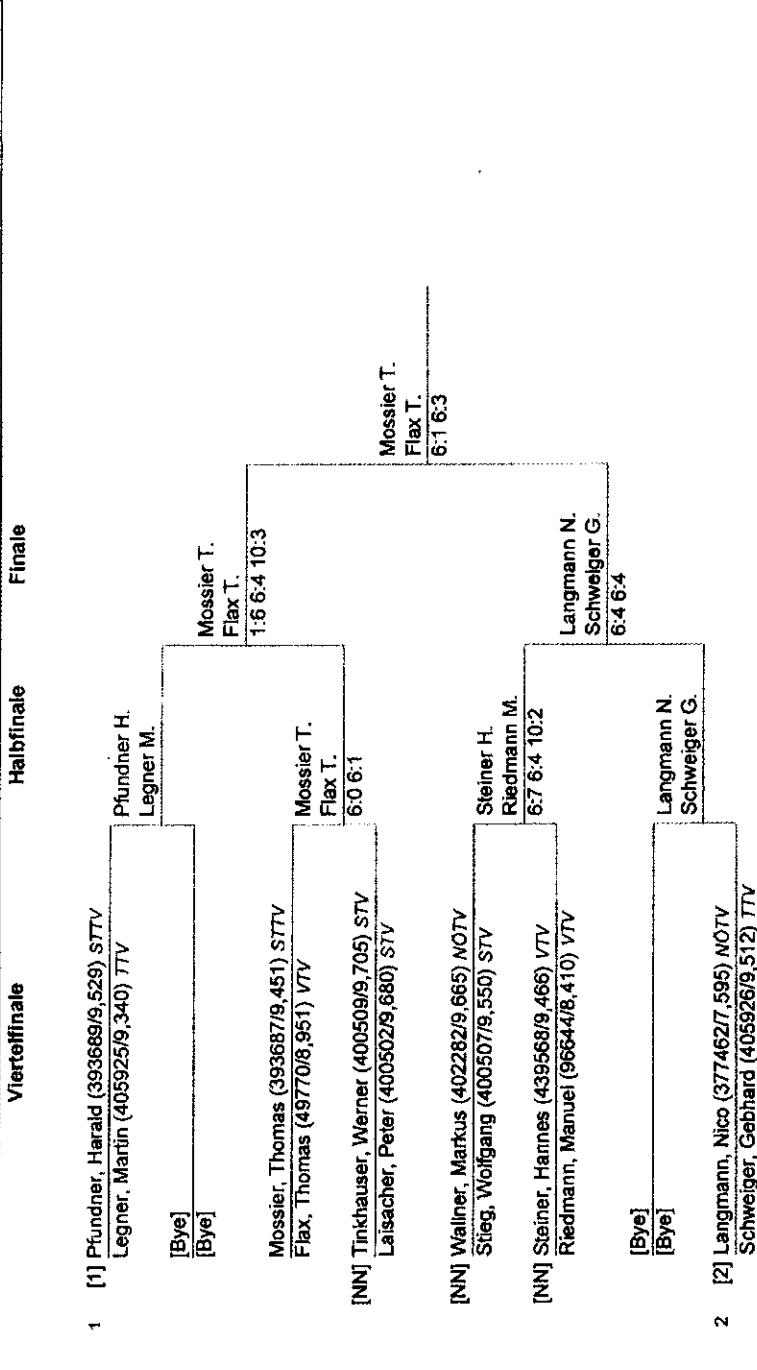 Viertelfinale
Halbfinale
Finale
1 [1] Pfundner, Harald (393689/9,529) STTV
Legner, Martin (405925/9,340) TTV
[Bye]
[Bye]
Mossier, Thomas (393687/9,451) STTV
Flax, Thomas (49770/8,951) VTV
[NN] Tinkhauser, Werner (400509/9,705) STV
Laisacher, Peter (400502/9,680) STV
[NN] Wallner, Markus (402282/9,665) NÖTV
Stieg, Wolfgang (400507/9,550) STV
[NN] Steiner, Hannes (439568/9,466) VTV
Riedmann, Manuel (96644/8,410) VTV
[Bye]
[Bye]
2 [2] Langmann, Nico (377462/7,595) NÖTV
Schweiger, Gebhard (405926/9,512) TTV
Pfundner H.
Legner M.
Mossier T.
Flax T.
6:0 6:1
Steiner H.
Riedmann M.
6:7 6:4 10:2
Langmann N.
Schweiger G.
Mossier T.
Flax T.
1:6 6:4 10:3
Langmann N.
Schweiger G.
6:4 6:4
Mossier T.
Flax T.
6:1 6:3